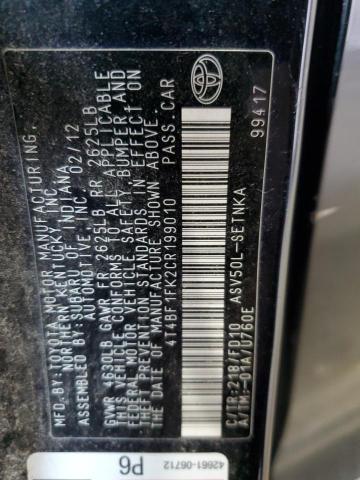 MFD.BY:TOYOTA MOTOR MANUFACTURING,
NORTHERN KENTUCKY, INC.
ASSEMBLED BY:SUBARU OF INDIANA
AUTOMOTIVE, INC. 02/12
GVWR 4630LB GAWR FR 2625LB RR 2625LB
THIS VEHICLE CONFORMS TO ALL APPLICABLE
FEDERAL MOTOR VEHICLE SAFETY, BUMPER AND
THEFT PREVENTION STANDARDS IN EFFECT ON
THE DATE OF MANUFACTURE SHOWN ABOVE.
4T4BF1FK2CR199010 PASS.CAR
ASV50L-SETNKA
C/TR:218/FD10
A/TM:-01A/U760E 99417
TOYOTA
42661-06712
P6